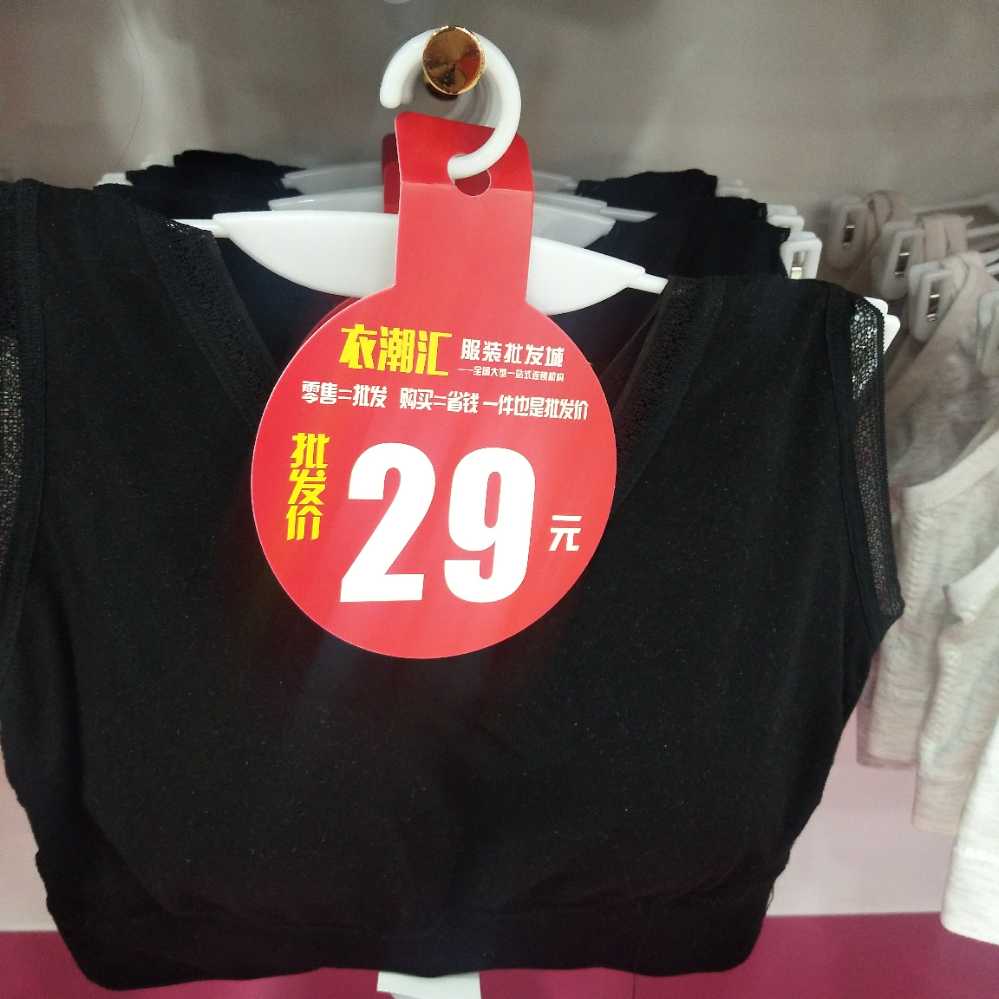 衣潮汇 服装批发城
——全国大型一站式连锁机构
零售=批发 购买=省钱 一件也是批发价
批发价
29元